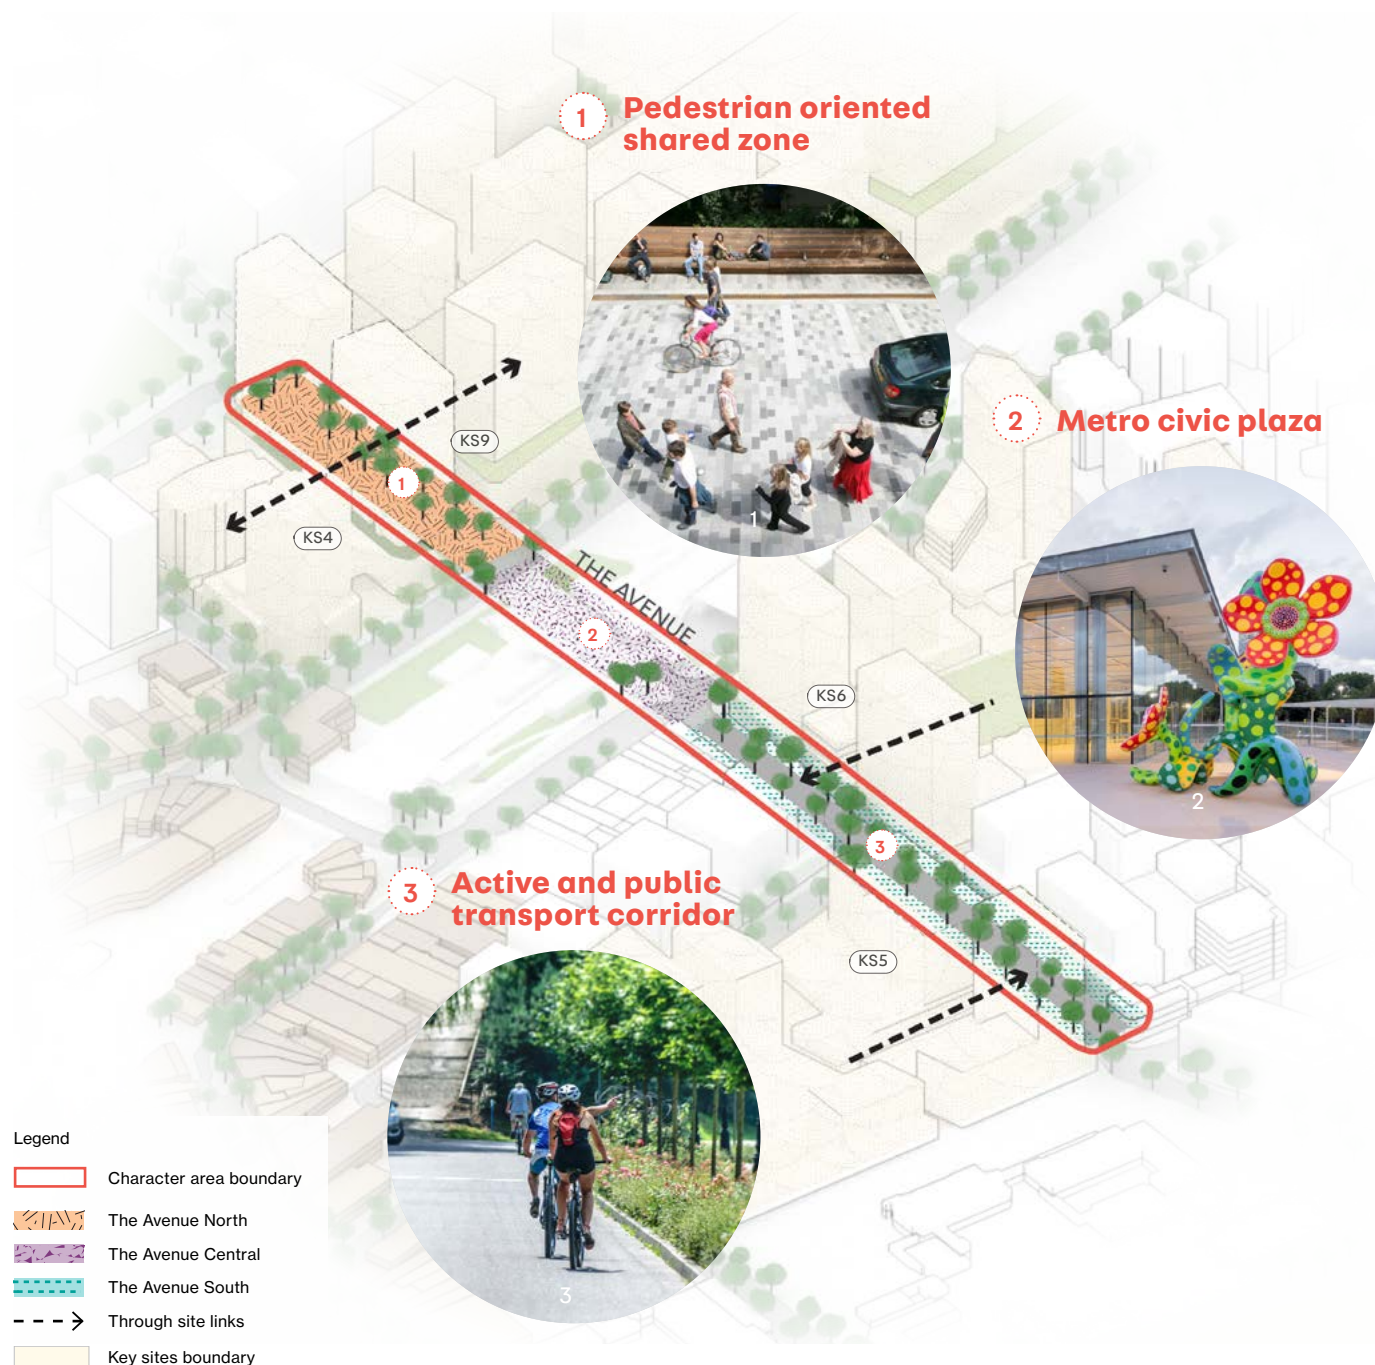 1
Pedestrian oriented
shared zone
1
2
Metro civic plaza
2
KS9
1
KS4
THE AVENUE
2
KS6
3
3
Active and public
transport corridor
KS5
3
Legend
Character area boundary
The Avenue North
The Avenue Central
The Avenue South
Through site links
Key sites boundary